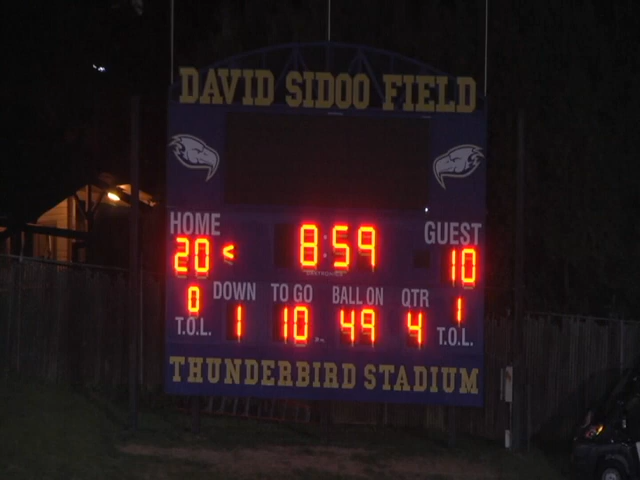 DAVID SIDOO FIELD
HOME 8:59 GUEST
20 < 10
DOWN TO GO BALL ON QTR
0 1 10 49 4 1
T.O.L. T.O.L.
THUNDERBIRD STADIUM